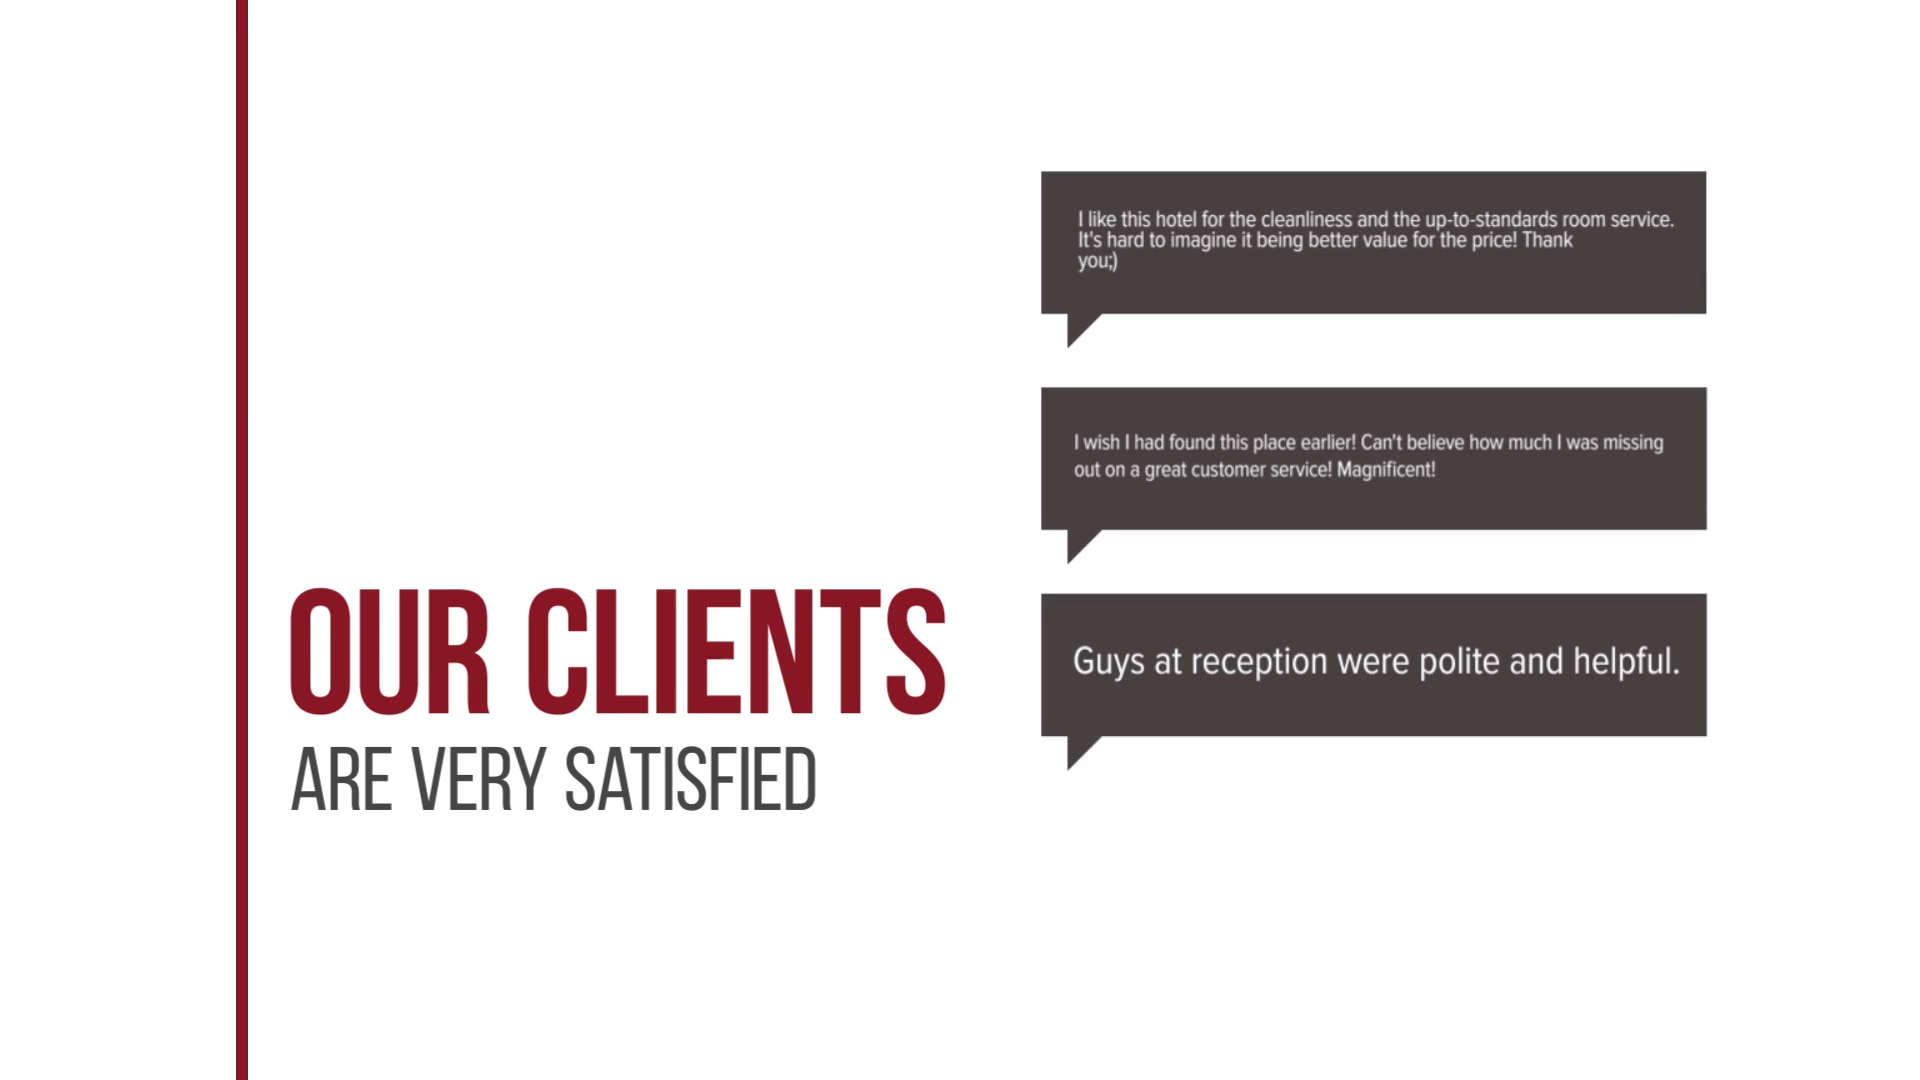 OUR CLIENTS
ARE VERY SATISFIED
I like this hotel for the cleanliness and the up-to-standards room service.
It's hard to imagine it being better value for the price! Thank
you;)
I wish I had found this place earlier! Can't believe how much I was missing
out on a great customer service! Magnificent!
Guys at reception were polite and helpful.